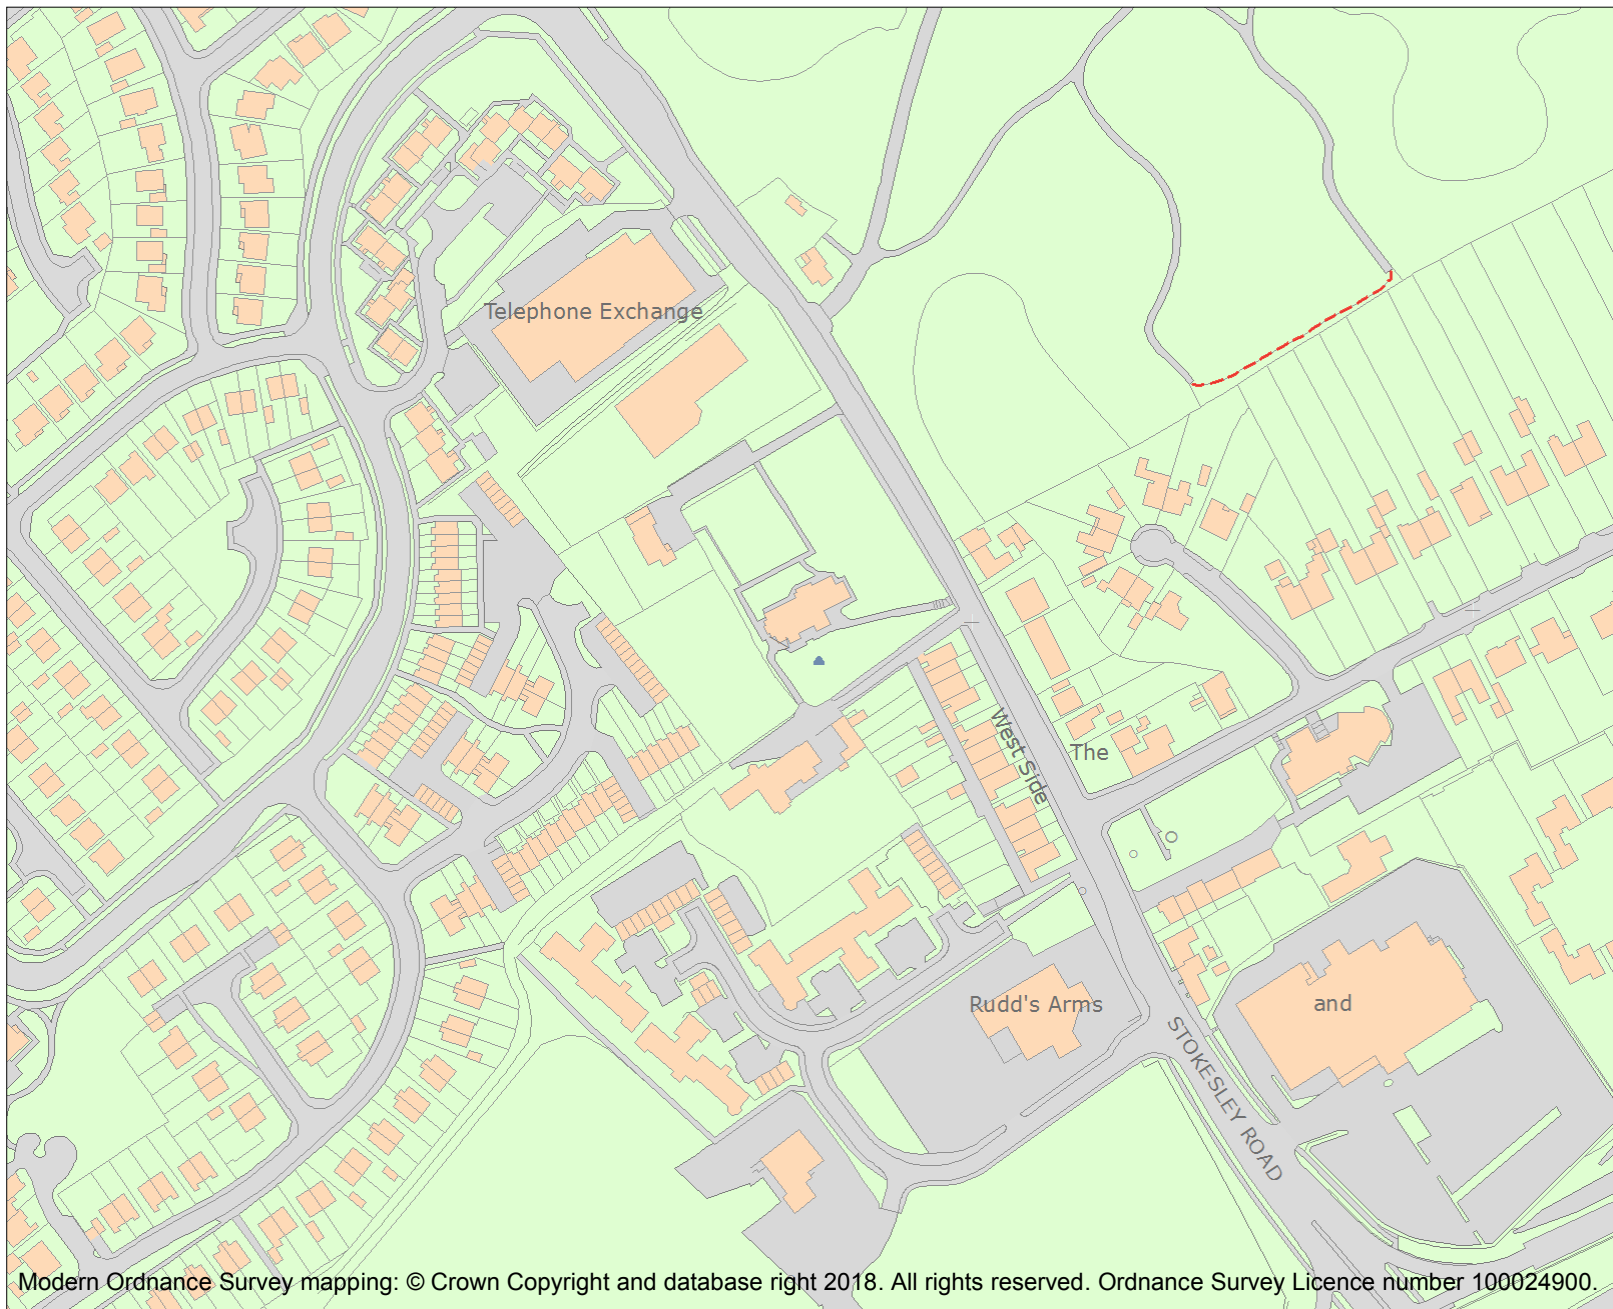 Telephone Exchange
West Side
The
Rudd's Arms
and
STOKESLEY ROAD
Modern Ordnance Survey mapping: © Crown Copyright and database right 2018. All rights reserved. Ordnance Survey Licence number 100024900.